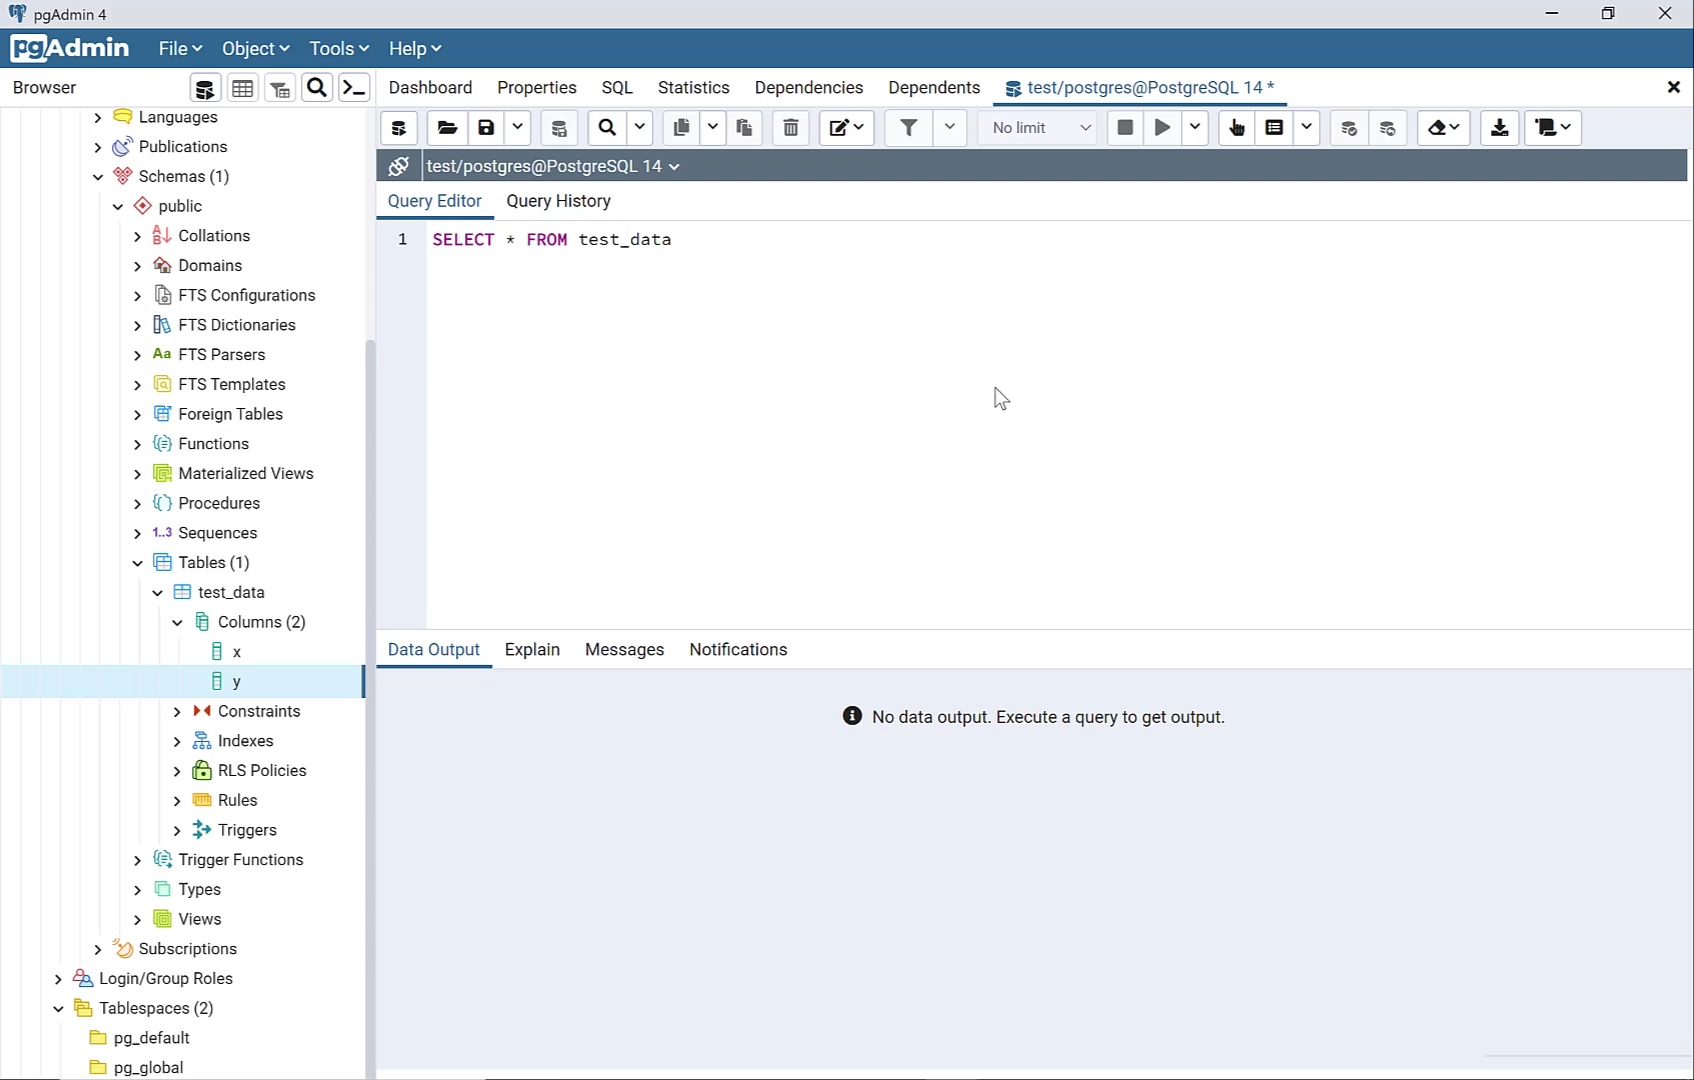 pgAdmin 4
pgAdmin File Object Tools Help
Browser
Dashboard Properties SQL Statistics Dependencies Dependents test/postgres@PostgreSQL 14 *
No limit
test/postgres@PostgreSQL 14
Query Editor Query History
1 SELECT * FROM test_data
Languages
Publications
Schemas (1)
public
Collations
Domains
FTS Configurations
FTS Dictionaries
Aa FTS Parsers
FTS Templates
Foreign Tables
Functions
Materialized Views
Procedures
1..3 Sequences
Tables (1)
test_data
Columns (2)
x
y
Constraints
Indexes
RLS Policies
Rules
Triggers
Trigger Functions
Types
Views
Subscriptions
Login/Group Roles
Tablespaces (2)
pg_default
pg_global
Data Output Explain Messages Notifications
No data output. Execute a query to get output.